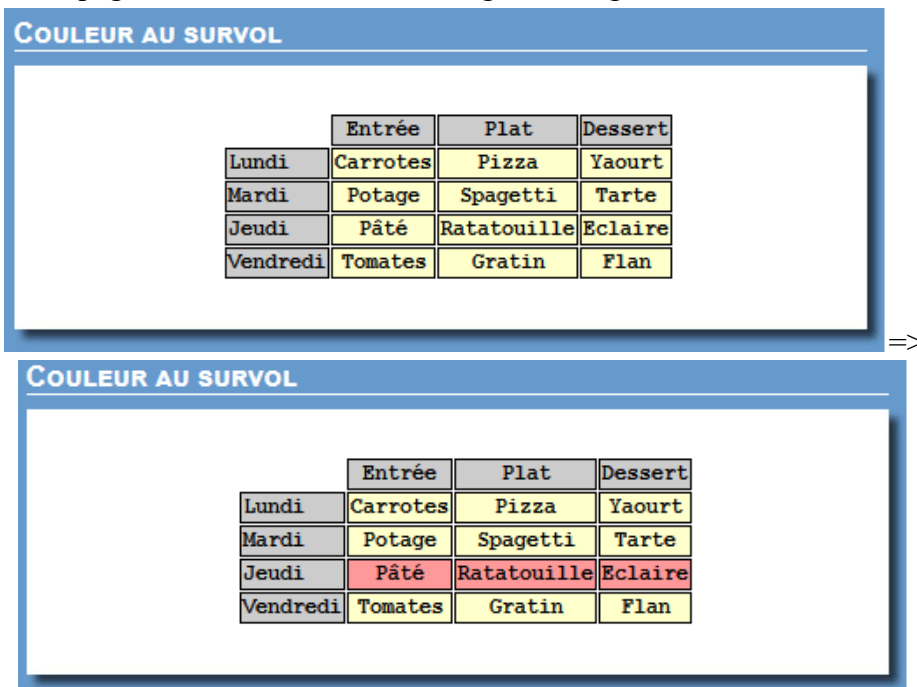 COULEUR AU SURVOL
Entrée Plat Dessert
Lundi Carrotes Pizza Yaourt
Mardi Potage Spagetti Tarte
Jeudi Pâté Ratatouille Eclaire
Vendredi Tomates Gratin Flan
=>
COULEUR AU SURVOL
Entrée Plat Dessert
Lundi Carrotes Pizza Yaourt
Mardi Potage Spagetti Tarte
Jeudi Pâté Ratatouille Eclaire
Vendredi Tomates Gratin Flan